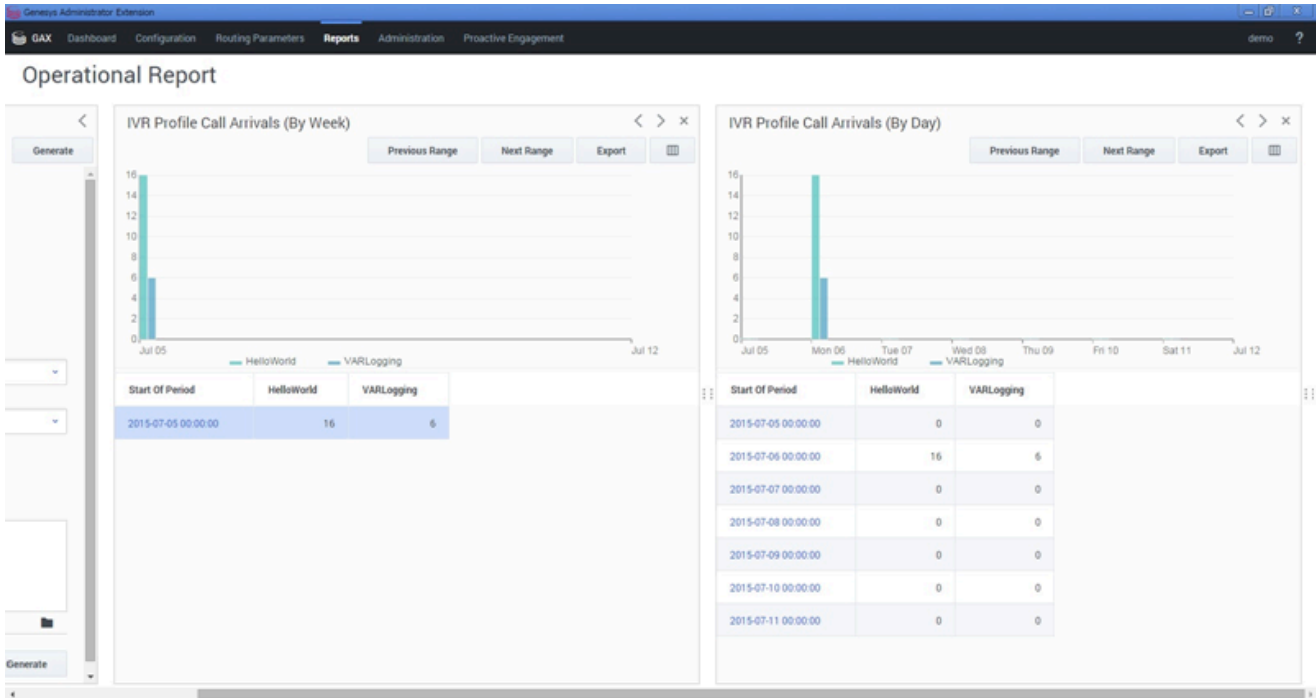 Genesys Administrator Extension
GAX Dashboard Configuration Routing Parameters Reports Administration Proactive Engagement demo ?
Operational Report
Generate
Generate
IVR Profile Call Arrivals (By Week)
Previous Range Next Range Export
16
14
12
10
8
6
4
2
0
Jul 05 Jul 12
HelloWorld VARLogging
Start Of Period HelloWorld VARLogging
2015-07-05 00:00:00 16 6
IVR Profile Call Arrivals (By Day)
Previous Range Next Range Export
16
14
12
10
8
6
4
2
0
Jul 05 Mon 06 Tue 07 Wed 08 Thu 09 Fri 10 Sat 11 Jul 12
HelloWorld VARLogging
Start Of Period HelloWorld VARLogging
2015-07-05 00:00:00 0 0
2015-07-06 00:00:00 16 6
2015-07-07 00:00:00 0 0
2015-07-08 00:00:00 0 0
2015-07-09 00:00:00 0 0
2015-07-10 00:00:00 0 0
2015-07-11 00:00:00 0 0